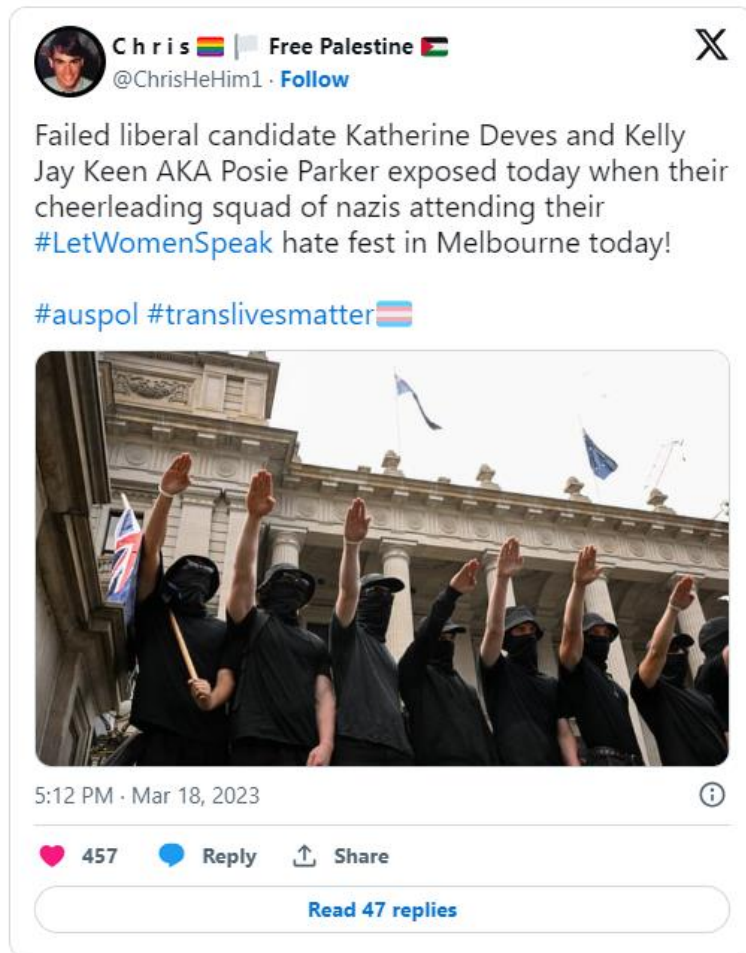 Chris🏳️‍🌈 🏳️ Free Palestine 🇵🇸
@ChrisHeHim1 · Follow
Failed liberal candidate Katherine Deves and Kelly
Jay Keen AKA Posie Parker exposed today when their
cheerleading squad of nazis attending their
#LetWomenSpeak hate fest in Melbourne today!
#auspol #translivesmatter🏳️‍⚧️
5:12 PM · Mar 18, 2023
457 Reply Share
Read 47 replies